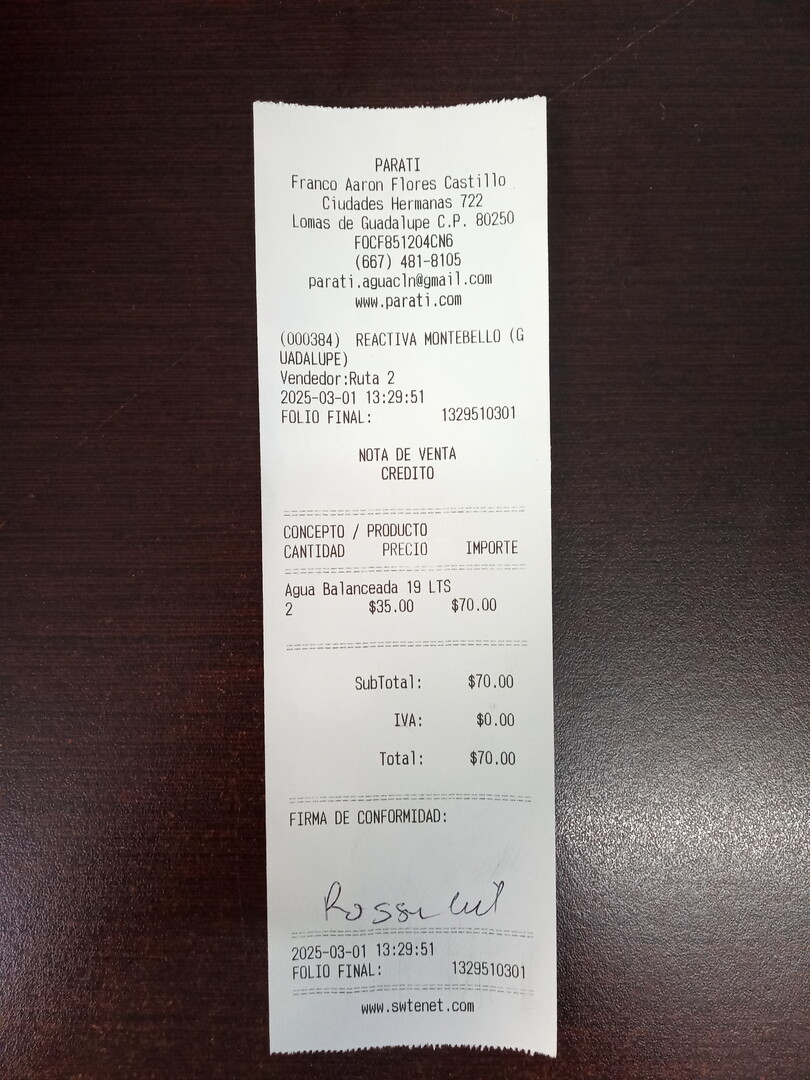 PARATI
Franco Aaron Flores Castillo
Ciudades Hermanas 722
Lomas de Guadalupe C.P. 80250
FOCF851204CN6
(667) 481-8105
parati.aguacln@gmail.com
www.parati.com
(000384) REACTIVA MONTEBELLO (G
UADALUPE)
Vendedor:Ruta 2
2025-03-01 13:29:51
FOLIO FINAL: 1329510301
NOTA DE VENTA
CREDITO
CONCEPTO / PRODUCTO
CANTIDAD PRECIO IMPORTE
Agua Balanceada 19 LTS
2 $35.00 $70.00
SubTotal: $70.00
IVA: $0.00
Total: $70.00
FIRMA DE CONFORMIDAD:
2025-03-01 13:29:51
FOLIO FINAL: 1329510301
www.swtenet.com